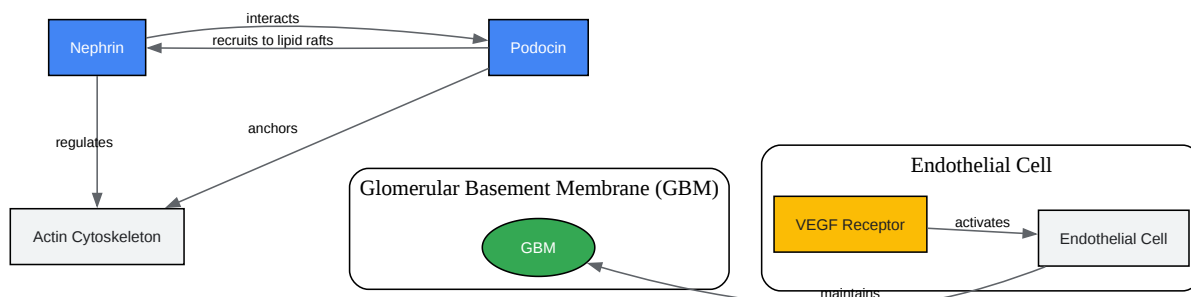 interacts
Nephrin
recruits to lipid rafts
Podocin
regulates
anchors
Actin Cytoskeleton
Glomerular Basement Membrane (GBM)
GBM
Endothelial Cell
VEGF Receptor
activates
Endothelial Cell
maintains